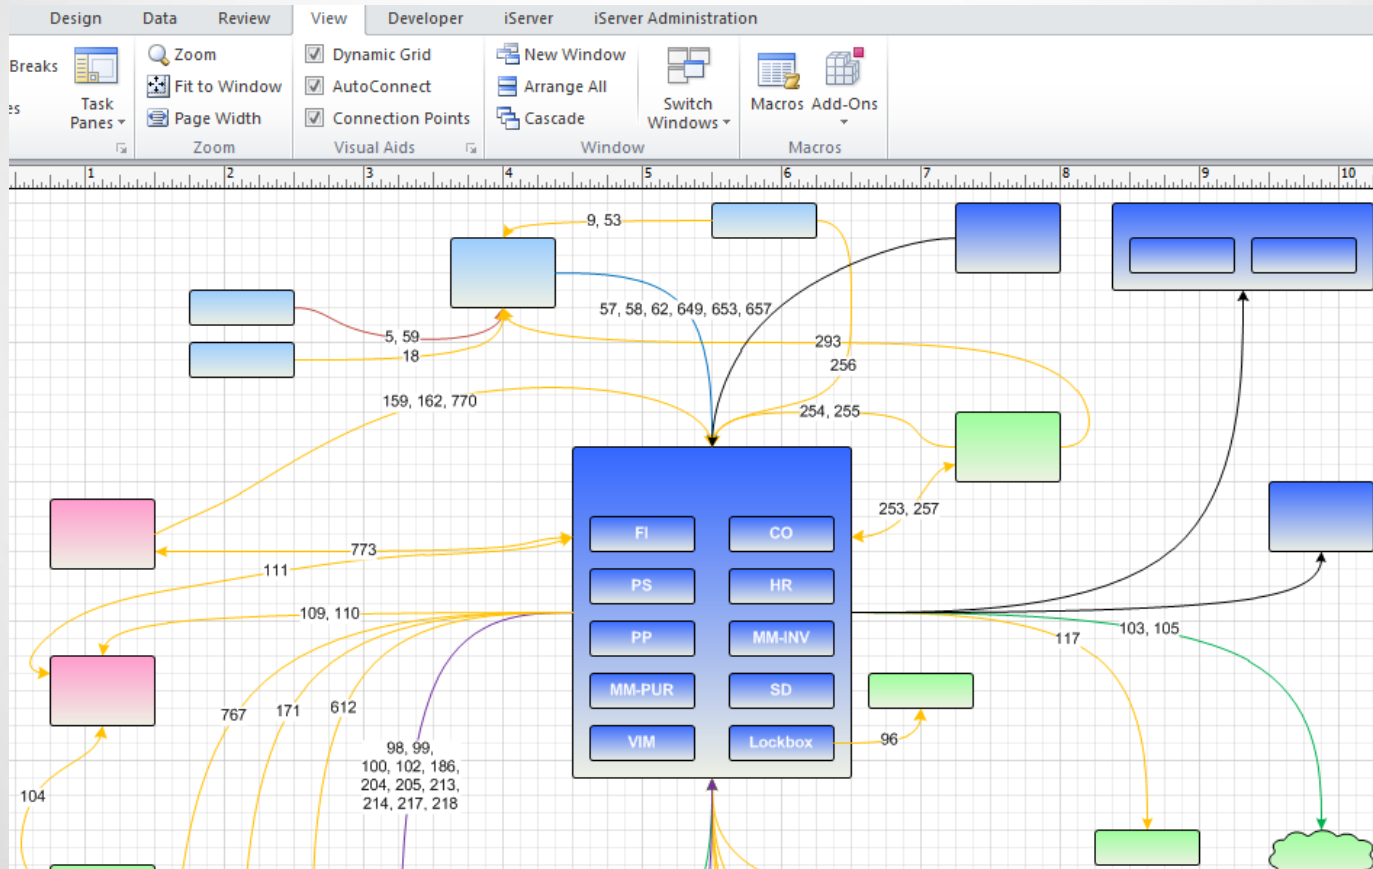 Design Data Review View Developer iServer iServer Administration
Breaks
es
Task
Panes
Zoom
Fit to Window
Page Width
Zoom
Dynamic Grid
AutoConnect
Connection Points
Visual Aids
New Window
Arrange All
Cascade
Switch
Windows
Window
Macros
Add-Ons
Macros
1 2 3 4 5 6 7 8 9 10
9, 53
57, 58, 62, 649, 653, 657
5, 59
18
293
256
159, 162, 770
254, 255
253, 257
773
111
109, 110
FI
CO
PS
HR
PP
MM-INV
MM-PUR
SD
VIM
Lockbox
103, 105
117
767
171
612
96
98, 99,
100, 102, 186,
204, 205, 213,
214, 217, 218
104